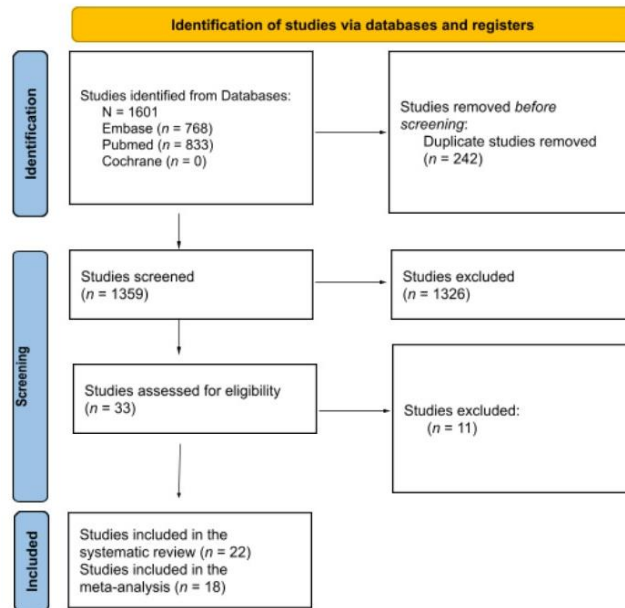 Identification of studies via databases and registers
Identification
Studies identified from Databases:
N = 1601
Embase (n = 768)
Pubmed (n = 833)
Cochrane (n = 0)
Studies removed before
screening:
Duplicate studies removed
(n = 242)
Screening
Studies screened
(n = 1359)
Studies excluded
(n = 1326)
Studies assessed for eligibility
(n = 33)
Studies excluded:
(n = 11)
Included
Studies included in the
systematic review (n = 22)
Studies included in the
meta-analysis (n = 18)